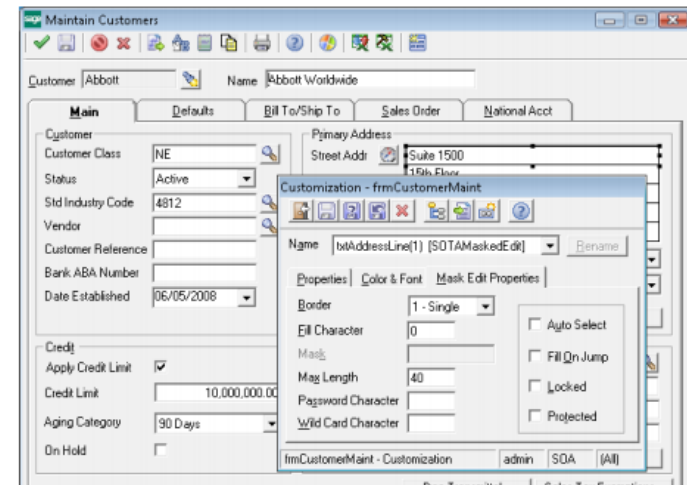 sage Maintain Customers
Customer Abbott Name Abbott Worldwide
Main Defaults Bill To/Ship To Sales Order National Acct
Customer
Customer Class NE
Status Active
Std Industry Code 4812
Vendor
Customer Reference
Bank ABA Number
Date Established 06/05/2008
Primary Address
Street Addr Suite 1500
15th Floor
Credit
Apply Credit Limit
Credit Limit 10,000,000.00
Aging Category 90 Days
On Hold
Customization - frmCustomerMaint
Name txtAddressLine(1) [SOTAMaskedEdit] Rename
Properties Color & Font Mask Edit Properties
Border 1 - Single
Fill Character 0
Mask
Max Length 40
Password Character
Wild Card Character
Auto Select
Fill On Jump
Locked
Protected
frmCustomerMaint - Customization admin SOA (All)